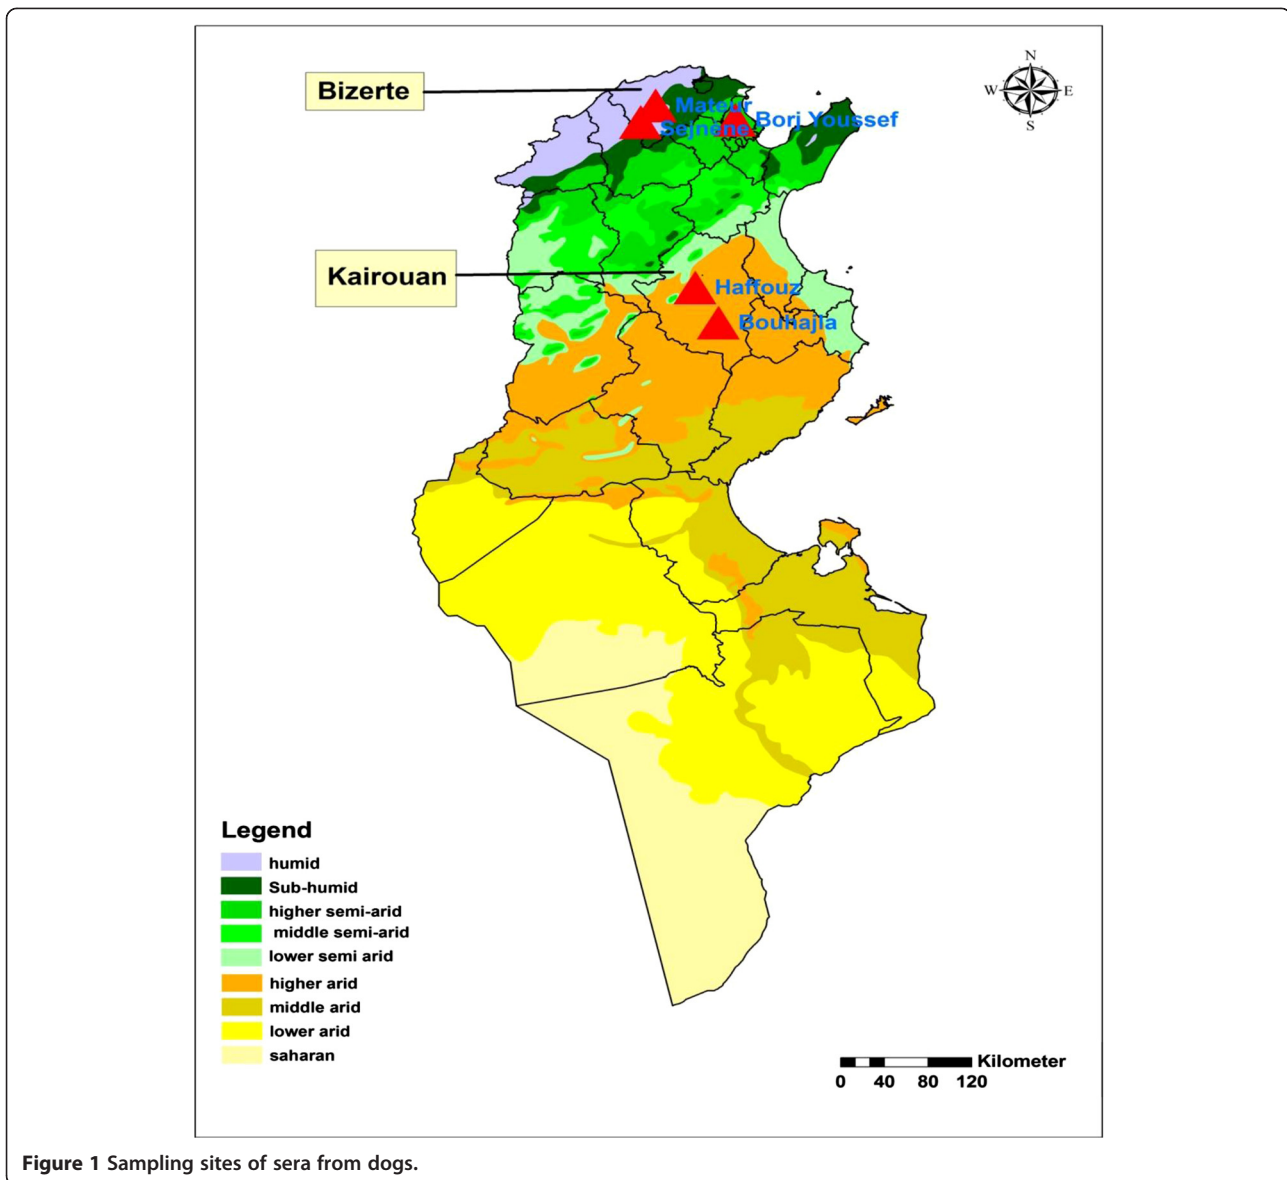 N
W E
S
Bizerte
Mateur
Sejnène
Borj Youssef
Kairouan
Haffouz
Bouhajla
Legend
humid
Sub-humid
higher semi-arid
middle semi-arid
lower semi arid
higher arid
middle arid
lower arid
saharan
Kilometer
0 40 80 120
Figure 1 Sampling sites of sera from dogs.